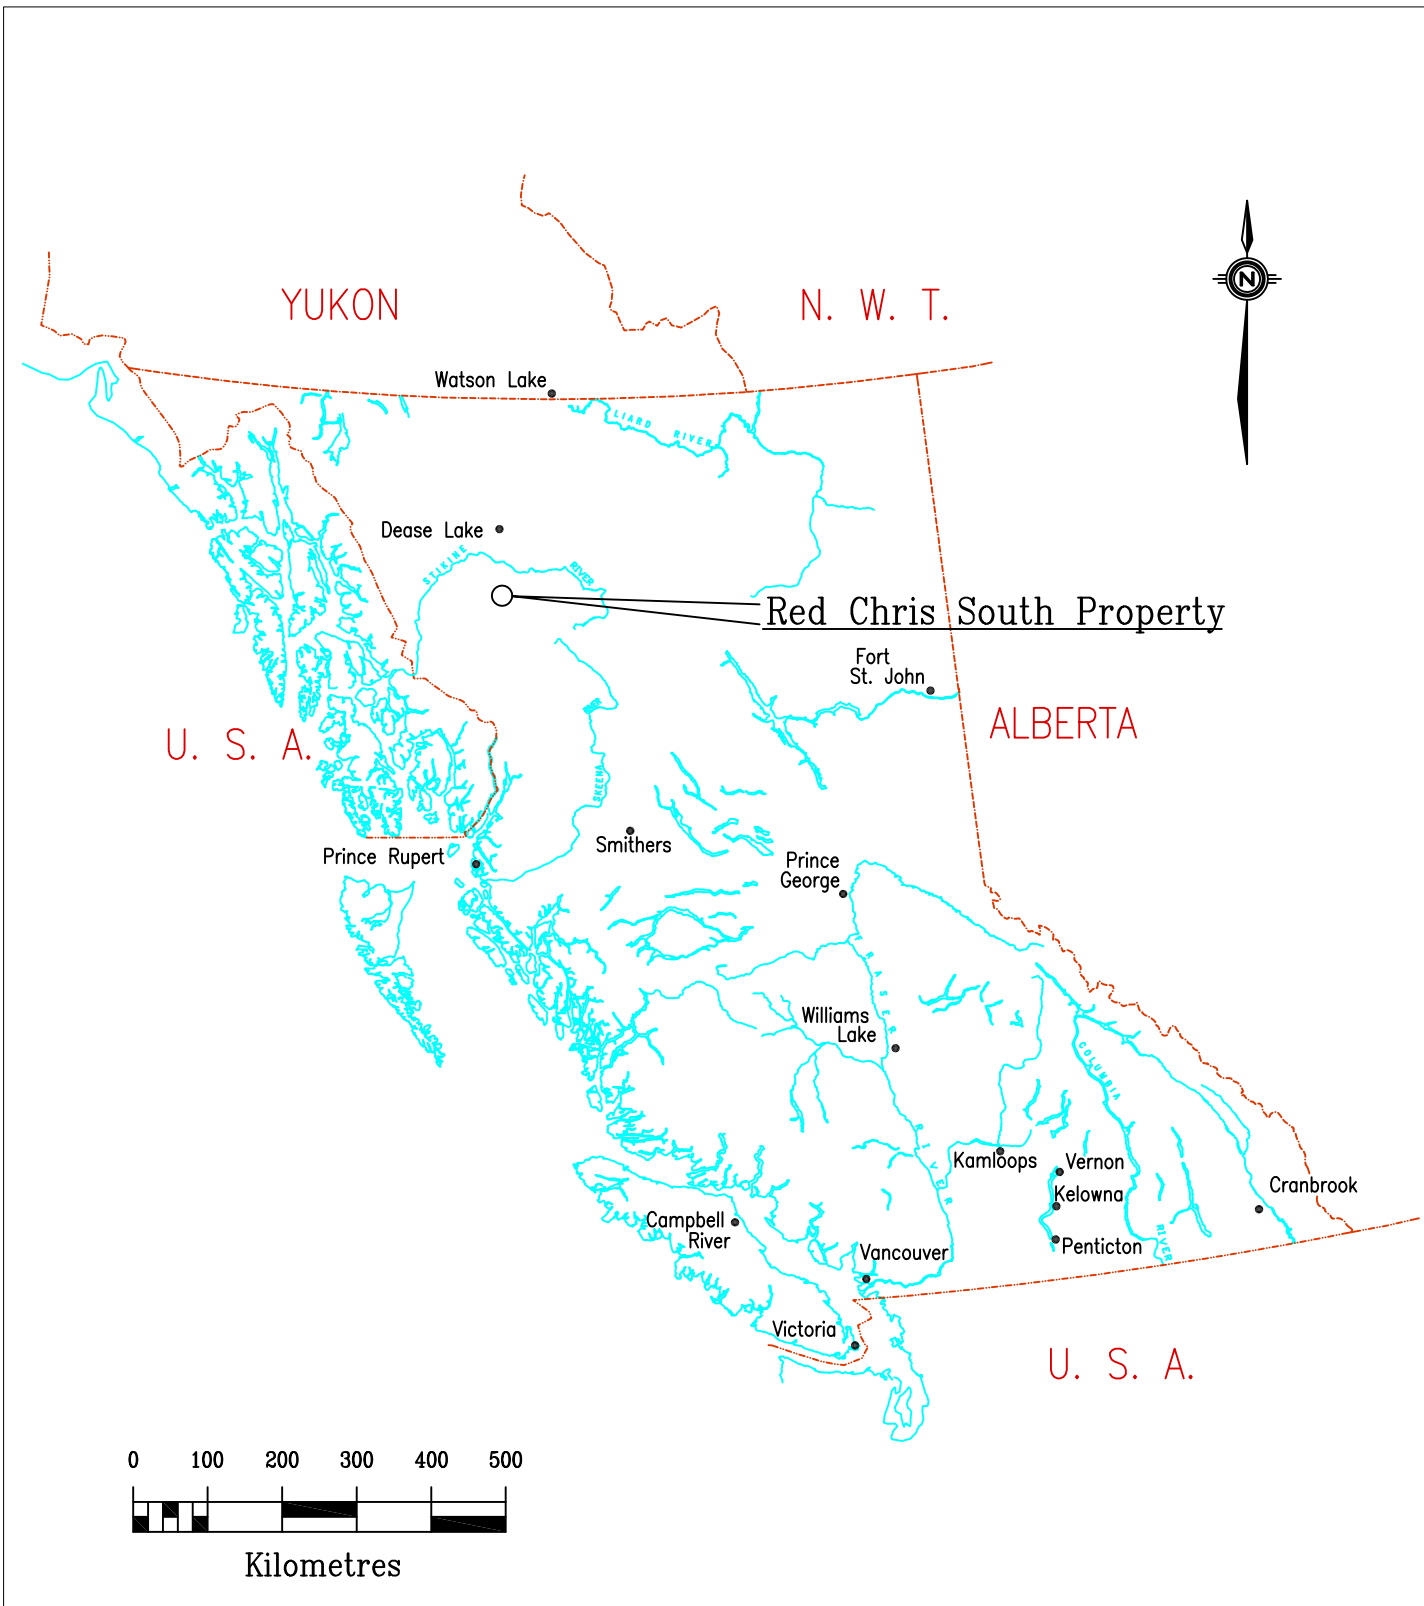 N
YUKON
N. W. T.
Watson Lake
LIARD RIVER
Dease Lake
STIKINE RIVER
Red Chris South Property
Fort
St. John
ALBERTA
U. S. A.
SKEENA
Smithers
Prince Rupert
Prince
George
FRASER RIVER
Williams
Lake
COLUMBIA RIVER
Kamloops
Vernon
Kelowna
Cranbrook
Campbell
River
Penticton
Vancouver
Victoria
U. S. A.
0 100 200 300 400 500
Kilometres